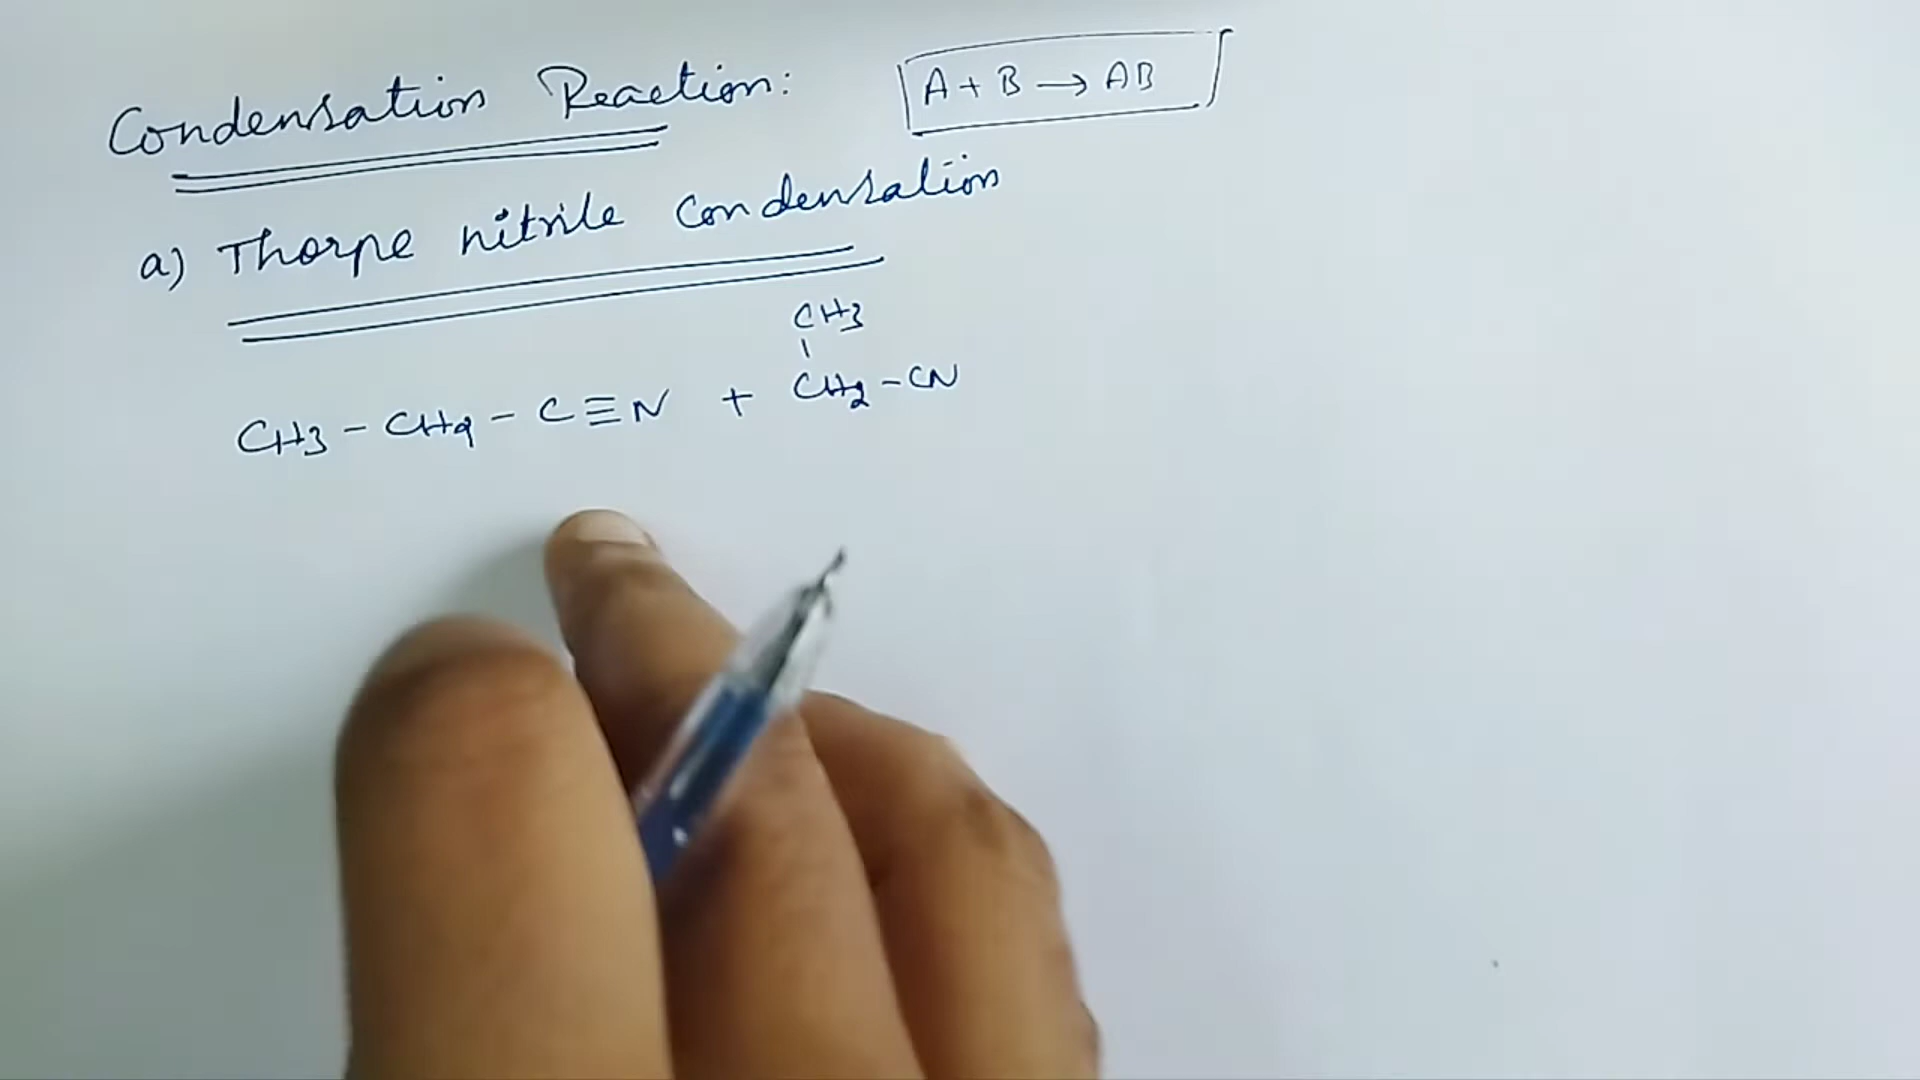 Condensation Reaction:
A + B → AB
a) Thorpe nitrile condensation
CH3
CH3 - CH2 - C≡N + CH2 - CN